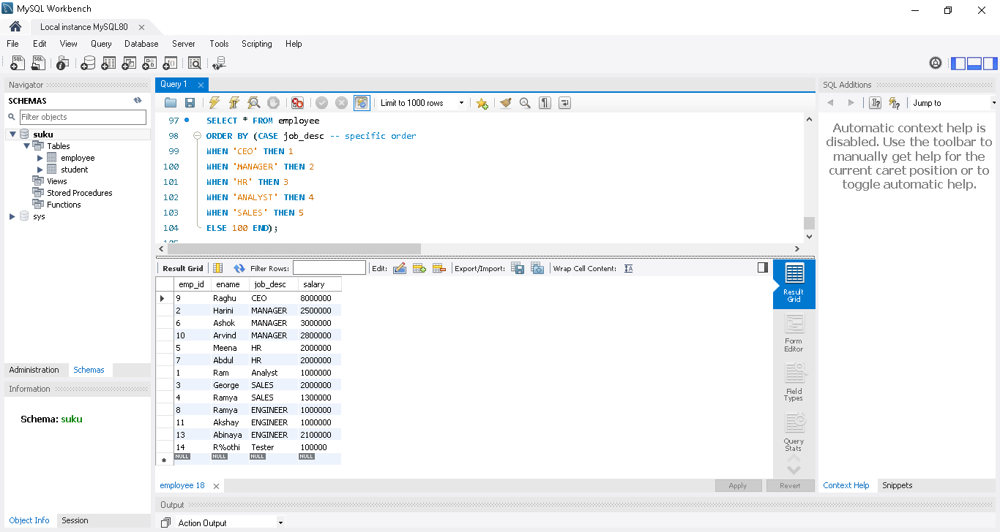 MySQL Workbench
Local instance MySQL80
File Edit View Query Database Server Tools Scripting Help
Navigator
SCHEMAS
Filter objects
suku
Tables
employee
student
Views
Stored Procedures
Functions
sys
Administration Schemas
Information
Schema: suku
Object Info Session
Query 1
Limit to 1000 rows
97 SELECT * FROM employee
98 ORDER BY (CASE job_desc -- specific order
99 WHEN 'CEO' THEN 1
100 WHEN 'MANAGER' THEN 2
101 WHEN 'HR' THEN 3
102 WHEN 'ANALYST' THEN 4
103 WHEN 'SALES' THEN 5
104 ELSE 100 END);
Result Grid Filter Rows: Edit: Export/Import: Wrap Cell Content:
emp_id ename job_desc salary
9 Raghu CEO 8000000
2 Harini MANAGER 2500000
6 Ashok MANAGER 3000000
10 Arvind MANAGER 2800000
5 Meena HR 2000000
7 Abdul HR 2000000
1 Ram Analyst 1000000
3 George SALES 2000000
4 Ramya SALES 1300000
8 Ramya ENGINEER 1000000
11 Akshay ENGINEER 1000000
13 Abinaya ENGINEER 2100000
14 R%othi Tester 100000
NULL NULL NULL NULL
Result
Grid
Form
Editor
Field
Types
Query
Stats
employee 18
Apply Revert
Output
Action Output
SQL Additions
Jump to
Automatic context help is
disabled. Use the toolbar to
manually get help for the
current caret position or to
toggle automatic help.
Context Help Snippets